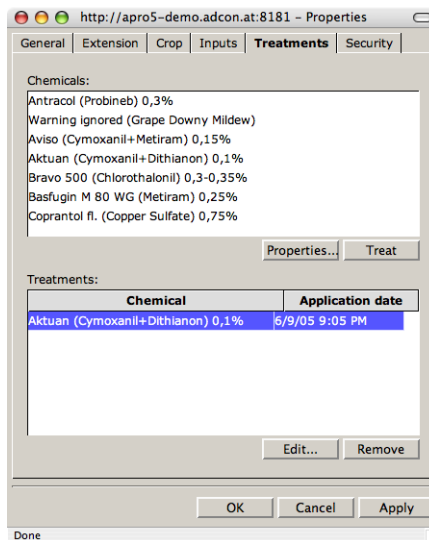 http://apro5-demo.adcon.at:8181 – Properties
General Extension Crop Inputs Treatments Security
Chemicals:
Antracol (Probineb) 0,3%
Warning ignored (Grape Downy Mildew)
Aviso (Cymoxanil+Metiram) 0,15%
Aktuan (Cymoxanil+Dithianon) 0,1%
Bravo 500 (Chlorothalonil) 0,3-0,35%
Basfugin M 80 WG (Metiram) 0,25%
Coprantol fl. (Copper Sulfate) 0,75%
Properties... Treat
Treatments:
Chemical Application date
Aktuan (Cymoxanil+Dithianon) 0,1% 6/9/05 9:05 PM
Edit... Remove
OK Cancel Apply
Done